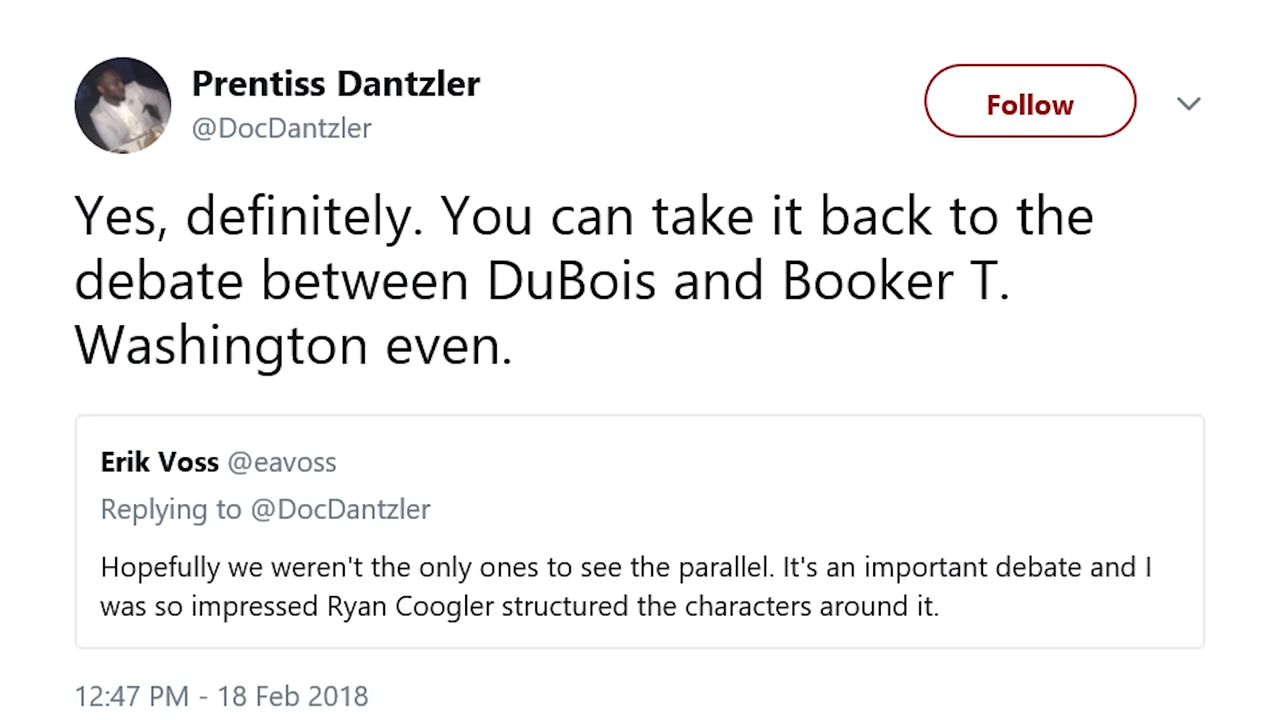 Prentiss Dantzler
@DocDantzler
Follow
Yes, definitely. You can take it back to the
debate between DuBois and Booker T.
Washington even.
Erik Voss @eavoss
Replying to @DocDantzler
Hopefully we weren't the only ones to see the parallel. It's an important debate and I
was so impressed Ryan Coogler structured the characters around it.
12:47 PM - 18 Feb 2018